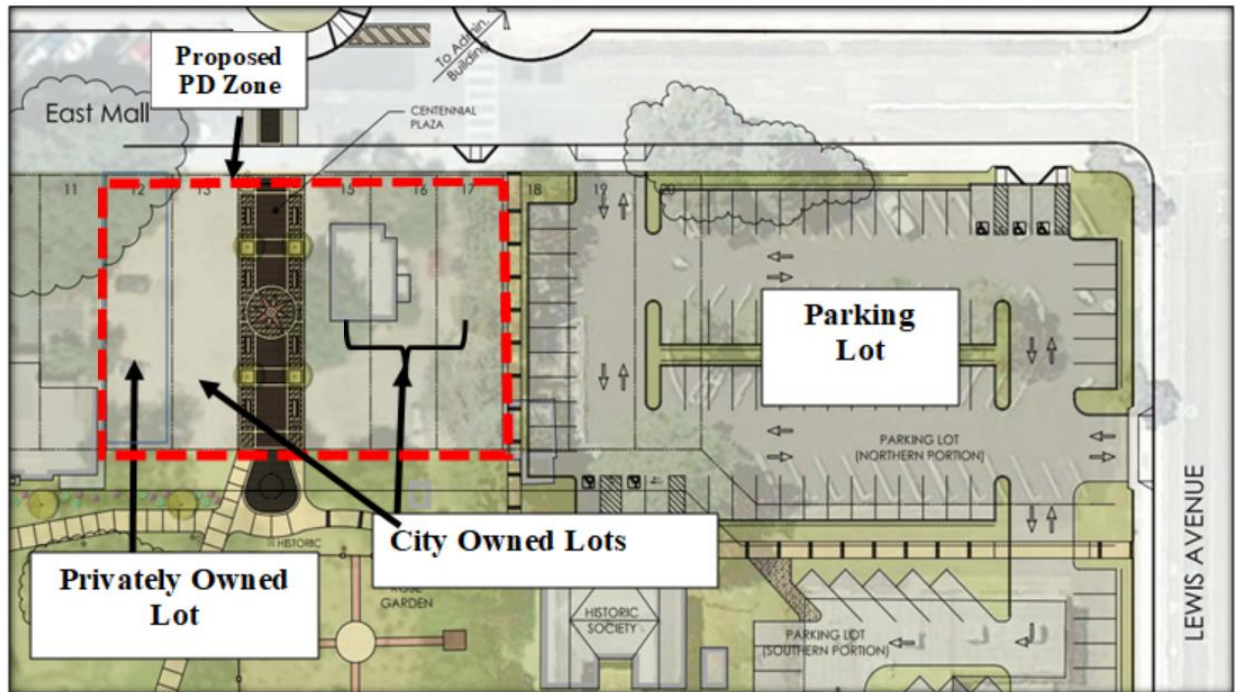 Proposed
PD Zone
To Admin.
Building
East Mall
CENTENNIAL
PLAZA
11 12 13 15 16 17 18 19 20
Parking
Lot
PARKING LOT
(NORTHERN PORTION)
City Owned Lots
HISTORIC
Privately Owned
Lot
ROSE
GARDEN
HISTORIC
SOCIETY
PARKING LOT
(SOUTHERN PORTION)
LEWIS AVENUE